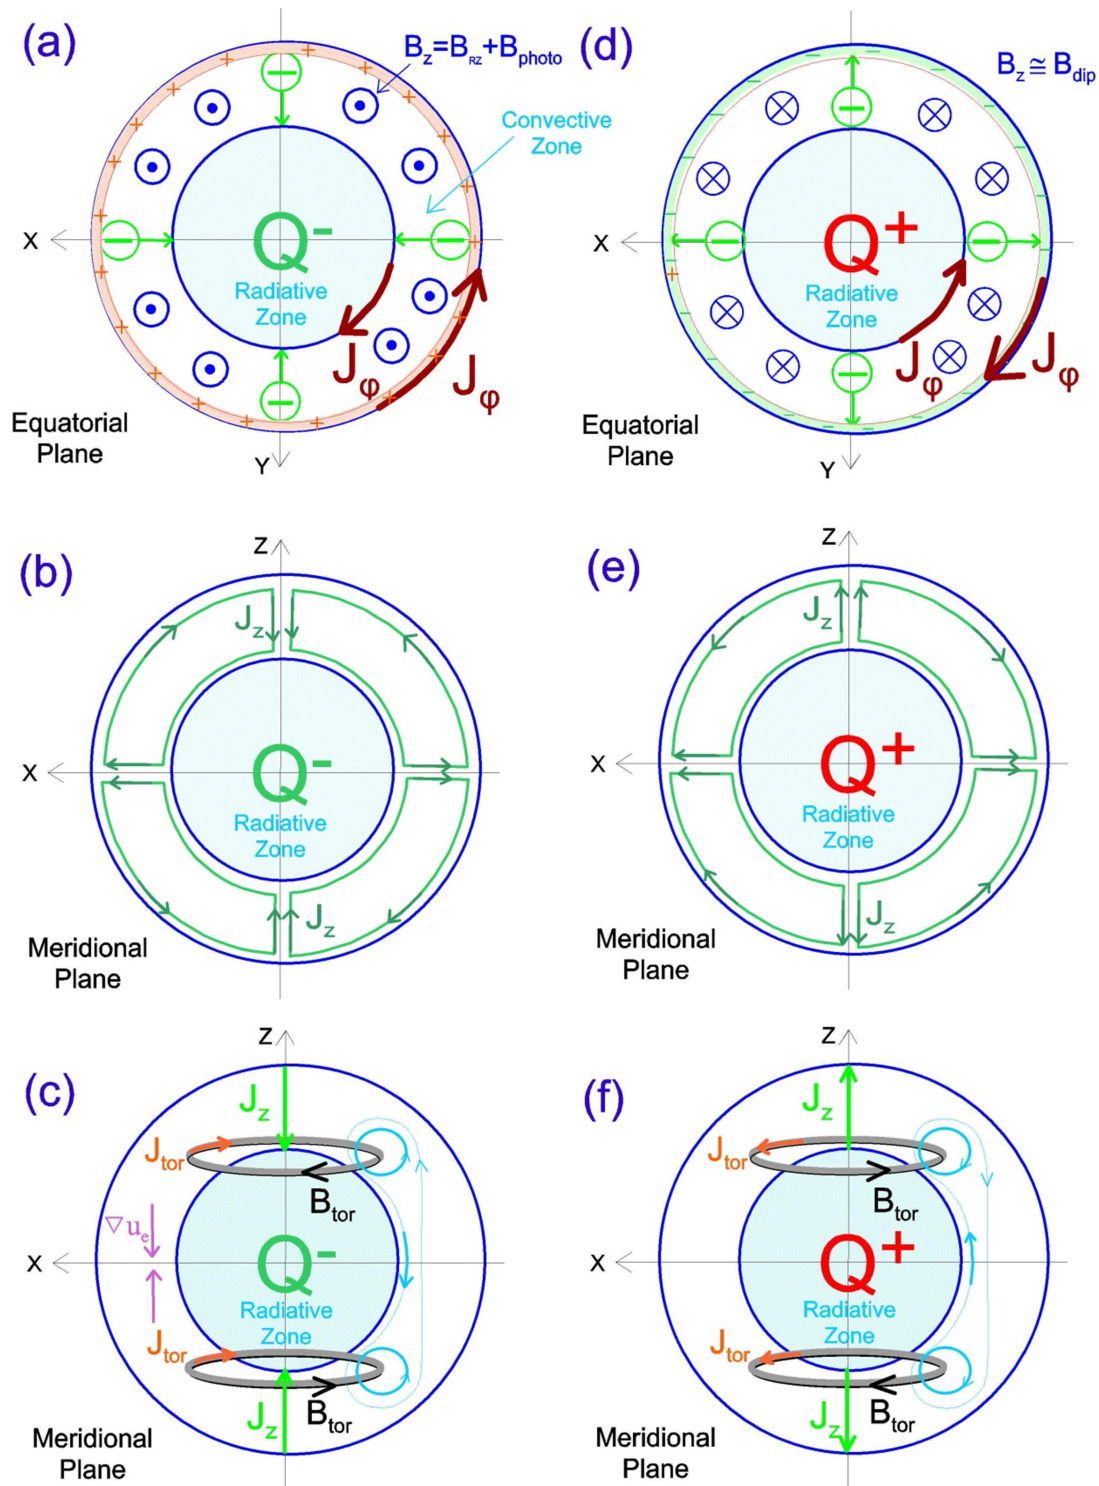 (a)
B_z=B_RZ+B_photo
Convective
Zone
X
Q^-
Radiative
Zone
J_φ
J_φ
Equatorial
Plane
Y
(d)
B_z≅B_dip
X
Q^+
Radiative
Zone
J_φ
J_φ
Equatorial
Plane
Y
(b)
Z
J_z
X
Q^-
Radiative
Zone
J_z
Meridional
Plane
(e)
Z
J_z
X
Q^+
Radiative
Zone
J_z
Meridional
Plane
(c)
Z
J_z
J_tor
B_tor
∇u_e
X
Q^-
Radiative
Zone
J_tor
B_tor
J_z
Meridional
Plane
(f)
Z
J_z
J_tor
B_tor
X
Q^+
Radiative
Zone
J_tor
B_tor
J_z
Meridional
Plane